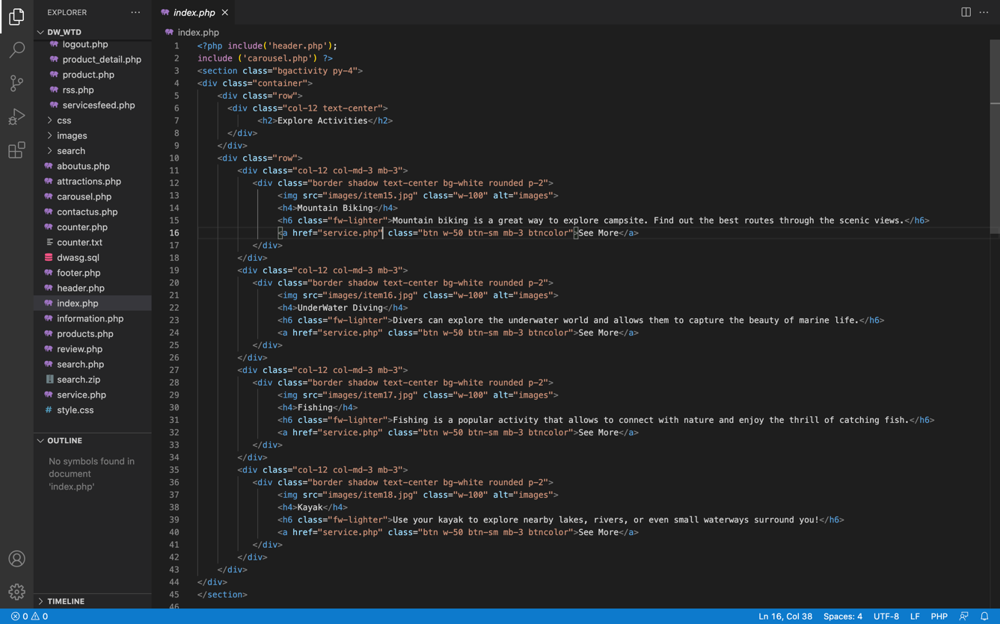 EXPLORER
index.php
DW_WTD
logout.php
product_detail.php
product.php
rss.php
servicesfeed.php
css
images
search
aboutus.php
attractions.php
carousel.php
contactus.php
counter.php
counter.txt
dwasg.sql
footer.php
header.php
index.php
information.php
products.php
review.php
search.php
search.zip
service.php
style.css
OUTLINE
No symbols found in
document
'index.php'
TIMELINE
index.php
1 <?php include('header.php');
2 include ('carousel.php') ?>
3 <section class="bgactivity py-4">
4 <div class="container">
5 <div class="row">
6 <div class="col-12 text-center">
7 <h2>Explore Activities</h2>
8 </div>
9 </div>
10 <div class="row">
11 <div class="col-12 col-md-3 mb-3">
12 <div class="border shadow text-center bg-white rounded p-2">
13 <img src="images/item15.jpg" class="w-100" alt="images">
14 <h4>Mountain Biking</h4>
15 <h6 class="fw-lighter">Mountain biking is a great way to explore campsite. Find out the best routes through the scenic views.</h6>
16 <a href="service.php" class="btn w-50 btn-sm mb-3 btncolor">See More</a>
17 </div>
18 </div>
19 <div class="col-12 col-md-3 mb-3">
20 <div class="border shadow text-center bg-white rounded p-2">
21 <img src="images/item16.jpg" class="w-100" alt="images">
22 <h4>UnderWater Diving</h4>
23 <h6 class="fw-lighter">Divers can explore the underwater world and allows them to capture the beauty of marine life.</h6>
24 <a href="service.php" class="btn w-50 btn-sm mb-3 btncolor">See More</a>
25 </div>
26 </div>
27 <div class="col-12 col-md-3 mb-3">
28 <div class="border shadow text-center bg-white rounded p-2">
29 <img src="images/item17.jpg" class="w-100" alt="images">
30 <h4>Fishing</h4>
31 <h6 class="fw-lighter">Fishing is a popular activity that allows to connect with nature and enjoy the thrill of catching fish.</h6>
32 <a href="service.php" class="btn w-50 btn-sm mb-3 btncolor">See More</a>
33 </div>
34 </div>
35 <div class="col-12 col-md-3 mb-3">
36 <div class="border shadow text-center bg-white rounded p-2">
37 <img src="images/item18.jpg" class="w-100" alt="images">
38 <h4>Kayak</h4>
39 <h6 class="fw-lighter">Use your kayak to explore nearby lakes, rivers, or even small waterways surround you!</h6>
40 <a href="service.php" class="btn w-50 btn-sm mb-3 btncolor">See More</a>
41 </div>
42 </div>
43 </div>
44 </div>
45 </section>
46
0 0
Ln 16, Col 38 Spaces: 4 UTF-8 LF PHP